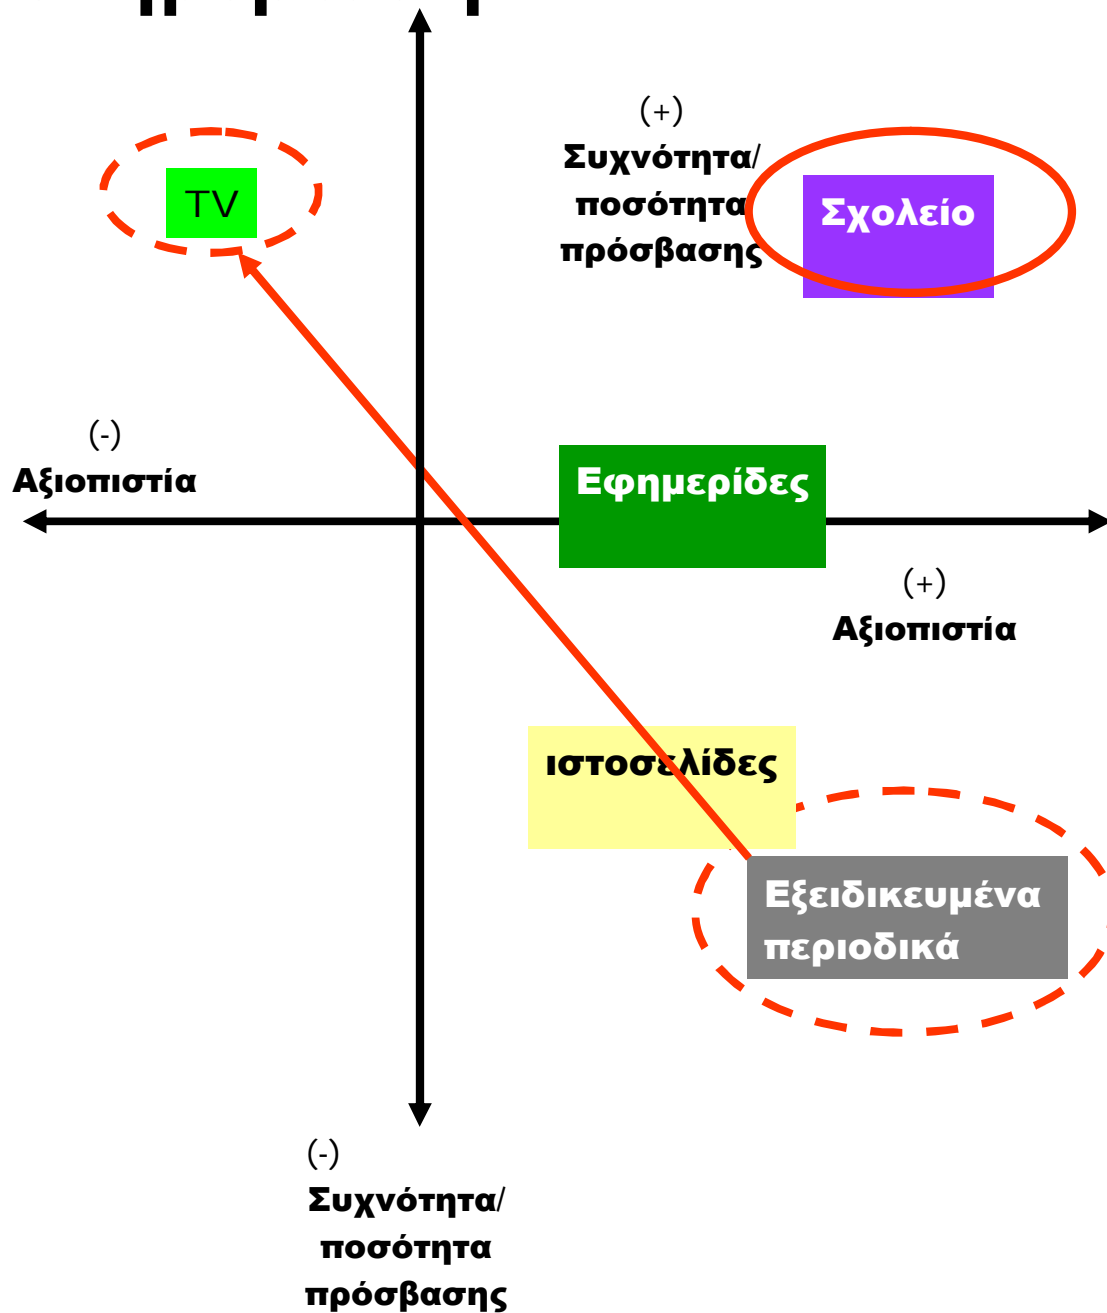 (+)
Συχνότητα/
ποσότητα
πρόσβασης
TV
Σχολείο
(-)
Αξιοπιστία
Εφημερίδες
(+)
Αξιοπιστία
ιστοσελίδες
Εξειδικευμένα
περιοδικά
(-)
Συχνότητα/
ποσότητα
πρόσβασης